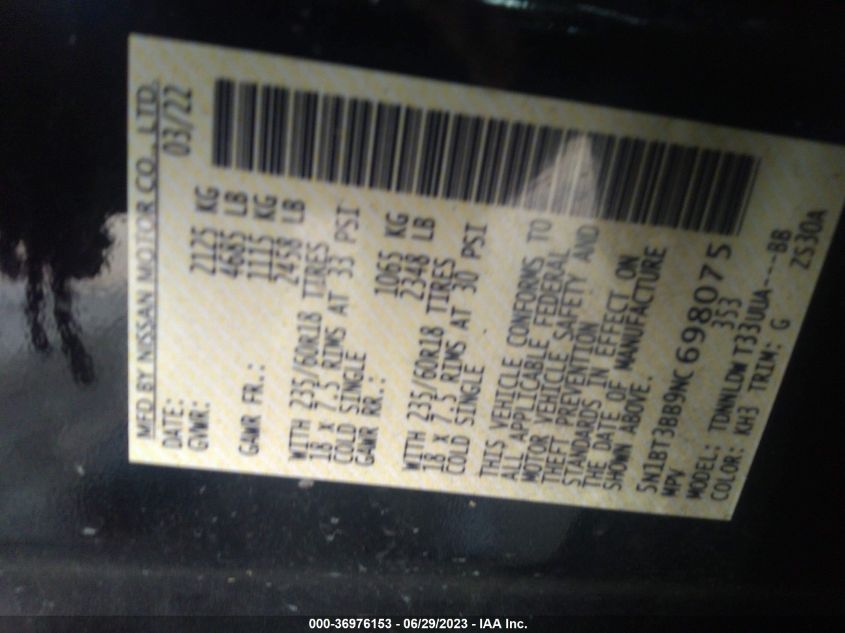 MFD BY NISSAN MOTOR CO., LTD.
DATE: 03/22
GVWR: 2125 KG
4685 LB
GAWR FR.: 1115 KG
2458 LB
WITH 235/60R18 TIRES
18 x 7.5 RIMS AT 33 PSI
COLD SINGLE
GAWR RR.: 1065 KG
2348 LB
WITH 235/60R18 TIRES
18 x 7.5 RIMS AT 30 PSI
COLD SINGLE
THIS VEHICLE CONFORMS TO
ALL APPLICABLE FEDERAL
MOTOR VEHICLE SAFETY AND
THEFT PREVENTION
STANDARDS IN EFFECT ON
THE DATE OF MANUFACTURE
SHOWN ABOVE.
5N1BT3BB9NC698075
MPV 353
MODEL: TDNNLDWT33UUA----BB
COLOR: KH3 TRIM: G ZS30A
000-36976153 - 06/29/2023 - IAA Inc.